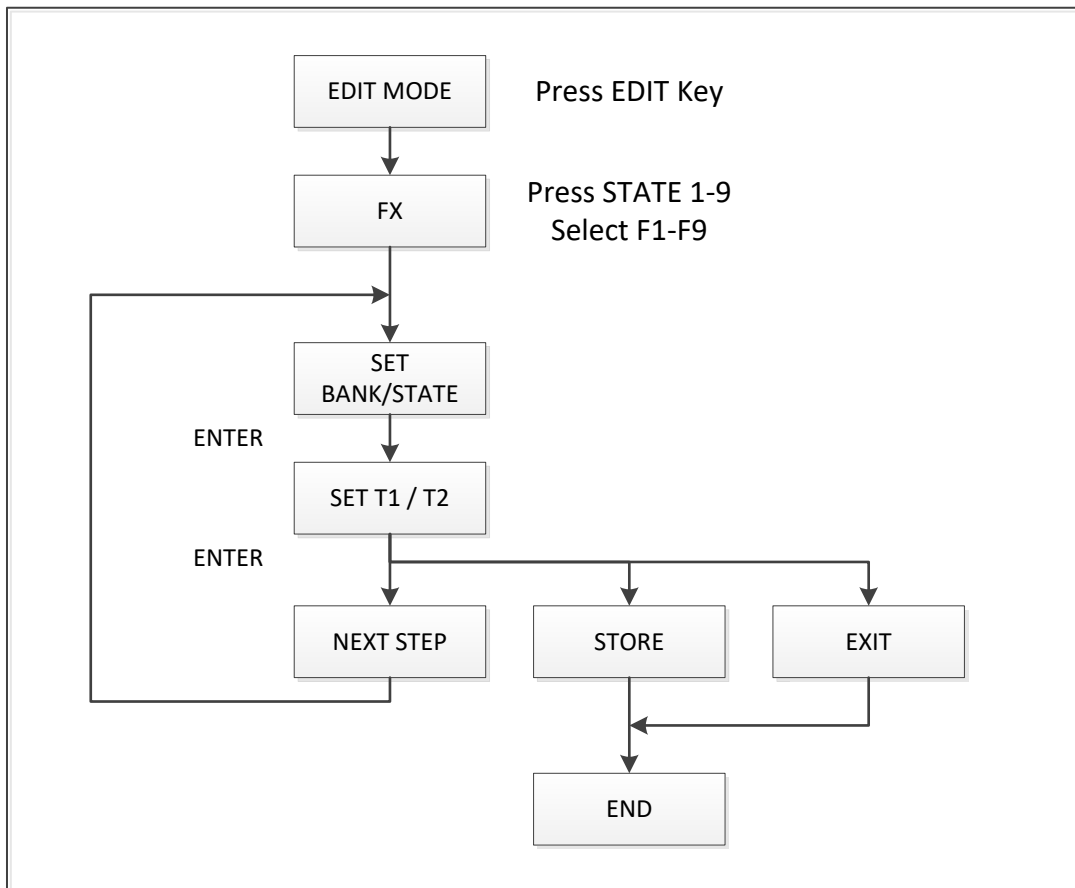 EDIT MODE
Press EDIT Key
FX
Press STATE 1-9
Select F1-F9
SET
BANK/STATE
ENTER
SET T1 / T2
ENTER
NEXT STEP
STORE
EXIT
END